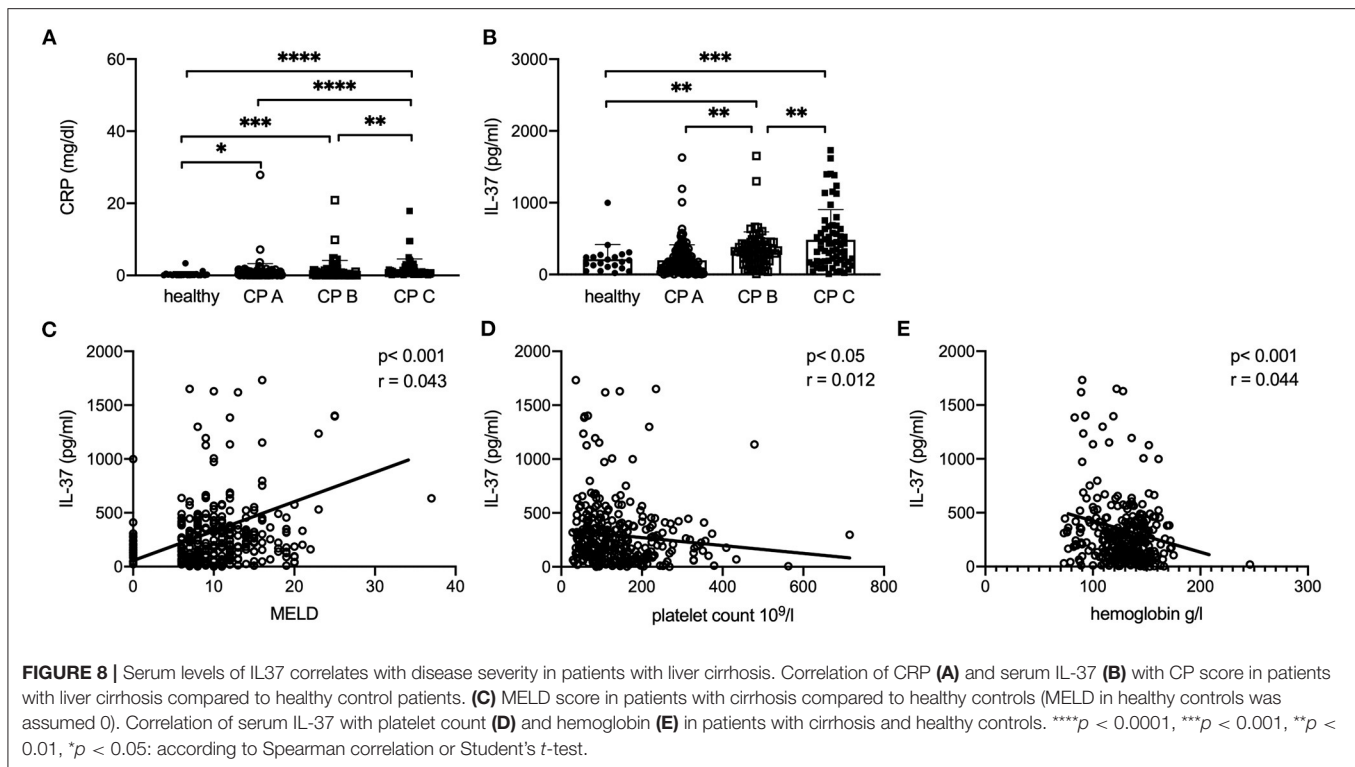 A
CRP (mg/dl)
60
40
20
0
****
****
***
**
*
healthy CP A CP B CP C
B
IL-37 (pg/ml)
3000
2000
1000
0
***
**
** **
healthy CP A CP B CP C
C
IL-37 (pg/ml)
2000
1500
1000
500
0
p< 0.001
r = 0.043
0 10 20 30 40
MELD
D
IL-37 (pg/ml)
2000
1500
1000
500
0
p< 0.05
r = 0.012
0 200 400 600 800
platelet count 10⁹/l
E
IL-37 (pg/ml)
2000
1500
1000
500
0
p< 0.001
r = 0.044
0 100 200 300
hemoglobin g/l
FIGURE 8 | Serum levels of IL37 correlates with disease severity in patients with liver cirrhosis. Correlation of CRP (A) and serum IL-37 (B) with CP score in patients
with liver cirrhosis compared to healthy control patients. (C) MELD score in patients with cirrhosis compared to healthy controls (MELD in healthy controls was
assumed 0). Correlation of serum IL-37 with platelet count (D) and hemoglobin (E) in patients with cirrhosis and healthy controls. ****p < 0.0001, ***p < 0.001, **p <
0.01, *p < 0.05: according to Spearman correlation or Student's t-test.